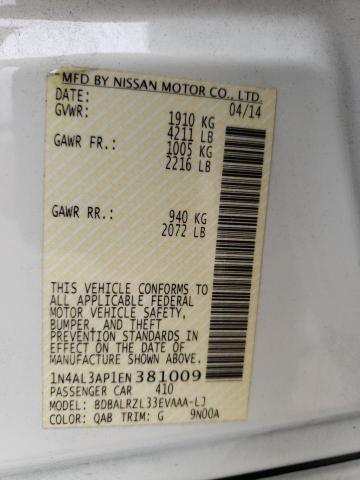 MFD BY NISSAN MOTOR CO., LTD.
DATE: 04/14
GVWR: 1910 KG
4211 LB
GAWR FR.: 1005 KG
2216 LB
GAWR RR.: 940 KG
2072 LB
THIS VEHICLE CONFORMS TO
ALL APPLICABLE FEDERAL
MOTOR VEHICLE SAFETY,
BUMPER, AND THEFT
PREVENTION STANDARDS IN
EFFECT ON THE DATE OF
MANUFACTURE SHOWN ABOVE.
1N4AL3AP1EN381009
PASSENGER CAR 410
MODEL: BDBALRZL33EVAAA-LJ
COLOR: QAB TRIM: G 9N00A